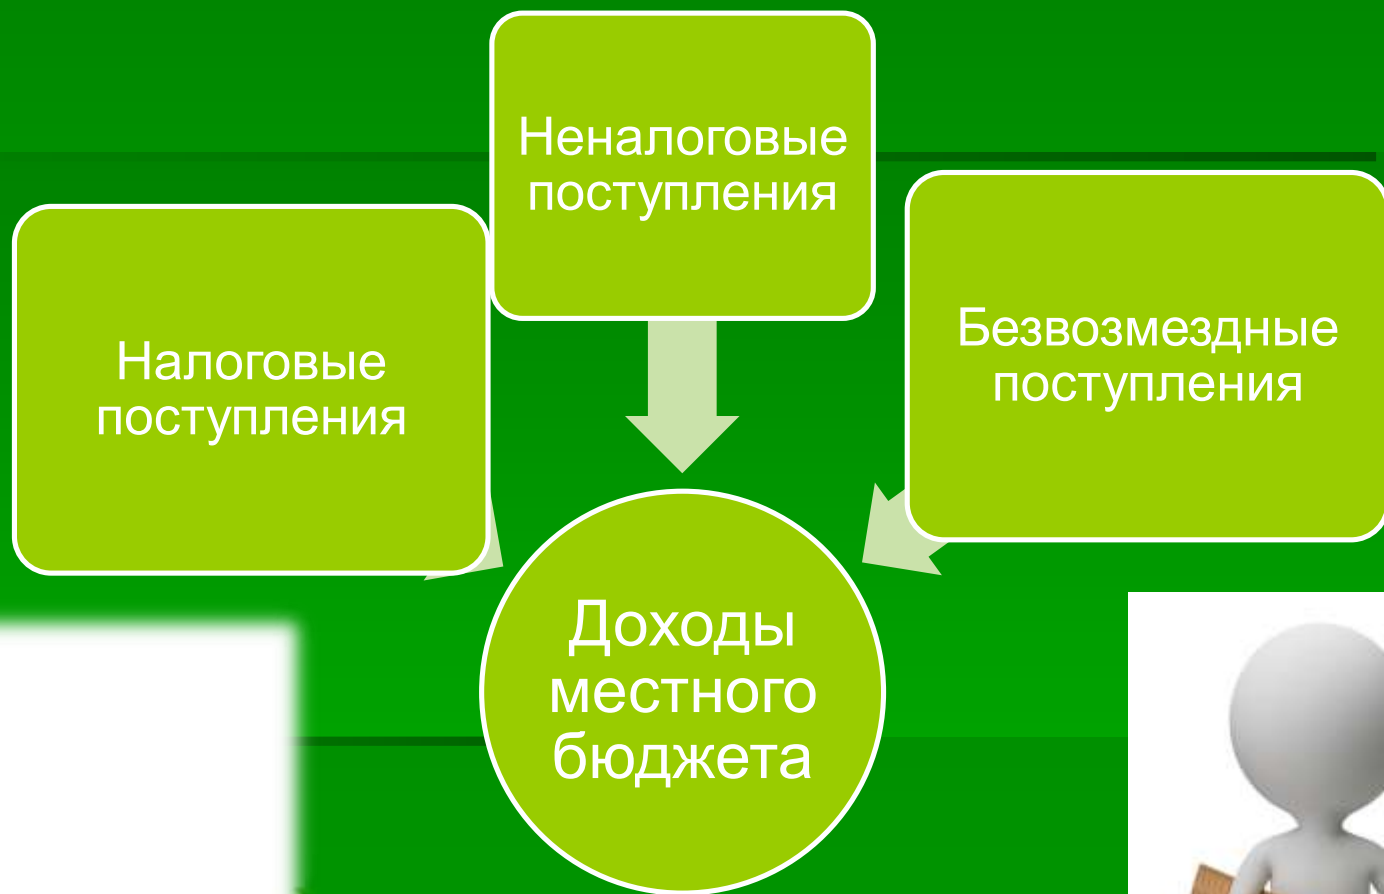 Неналоговые
поступления
Налоговые
поступления
Безвозмездные
поступления
Доходы
местного
бюджета